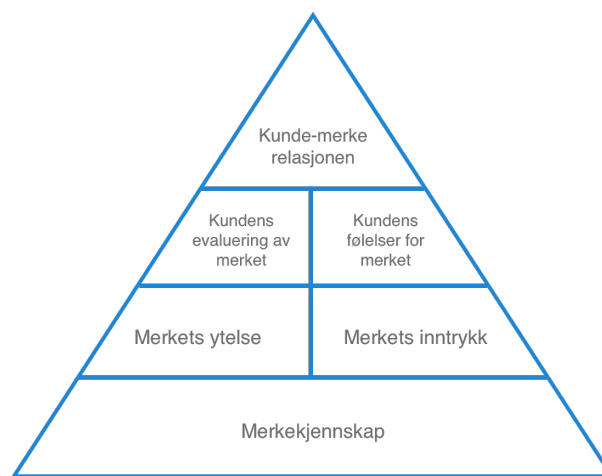 Kunde-merke
relasjonen
Kundens
evaluering av
merket
Kundens
følelser for
merket
Merkets ytelse
Merkets inntrykk
Merkekjennskap